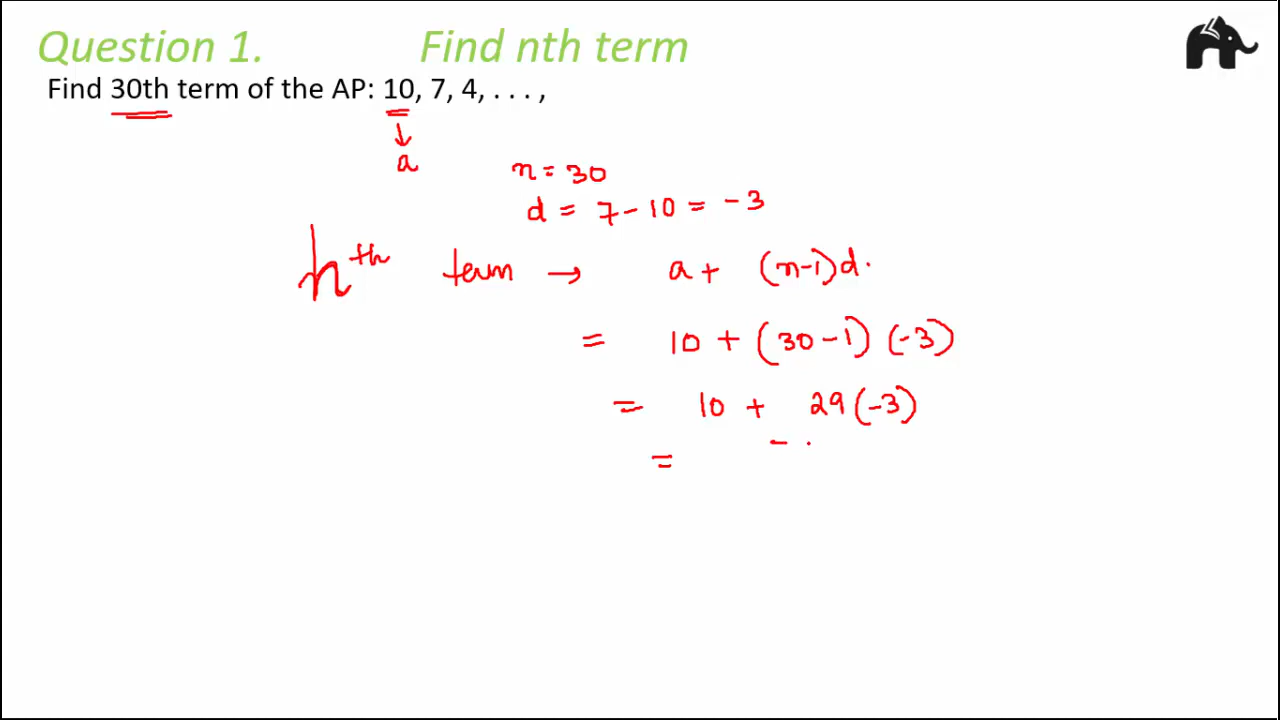 Question 1. Find nth term
Find 30th term of the AP: 10, 7, 4, . . . ,
a
n = 30
d = 7 - 10 = - 3
nth term → a + (n-1)d.
= 10 + (30 - 1) (-3)
= 10 + 29(-3)
= - .